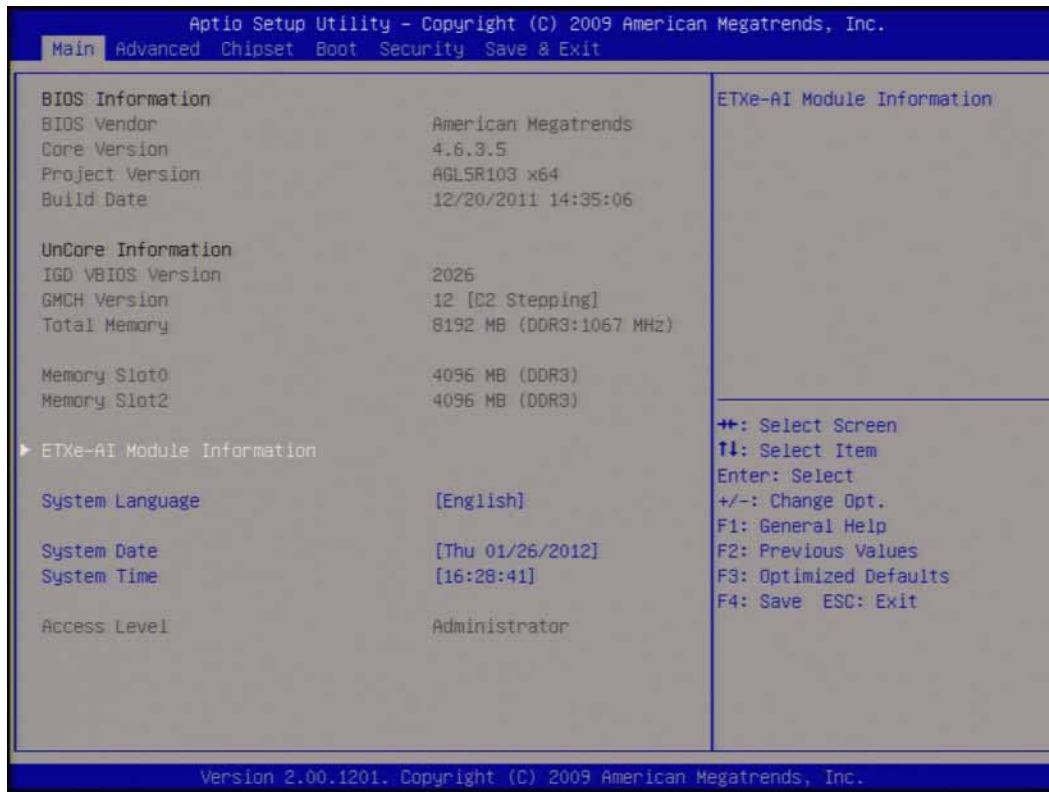 Aptio Setup Utility – Copyright (C) 2009 American Megatrends, Inc.
Main Advanced Chipset Boot Security Save & Exit
BIOS Information
BIOS Vendor American Megatrends
Core Version 4.6.3.5
Project Version AGL5R103 x64
Build Date 12/20/2011 14:35:06
UnCore Information
IGD VBIOS Version 2026
GMCH Version 12 [C2 Stepping]
Total Memory 8192 MB (DDR3:1067 MHz)
Memory Slot0 4096 MB (DDR3)
Memory Slot2 4096 MB (DDR3)
► ETXe-AI Module Information
System Language [English]
System Date [Thu 01/26/2012]
System Time [16:28:41]
Access Level Administrator
ETXe-AI Module Information
→←: Select Screen
↑↓: Select Item
Enter: Select
+/-: Change Opt.
F1: General Help
F2: Previous Values
F3: Optimized Defaults
F4: Save ESC: Exit
Version 2.00.1201. Copyright (C) 2009 American Megatrends, Inc.